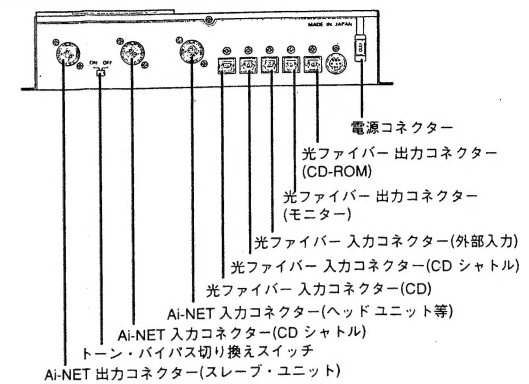 MADE IN JAPAN
ON OFF
電源コネクター
光ファイバー 出力コネクター
(CD-ROM)
光ファイバー 出力コネクター
(モニター)
光ファイバー 入力コネクター(外部入力)
光ファイバー 入力コネクター(CD シャトル)
光ファイバー 入力コネクター(CD)
Ai-NET 入力コネクター(ヘッド ユニット等)
Ai-NET 入力コネクター(CD シャトル)
トーン・バイパス切り換えスイッチ
Ai-NET 出力コネクター(スレーブ・ユニット)